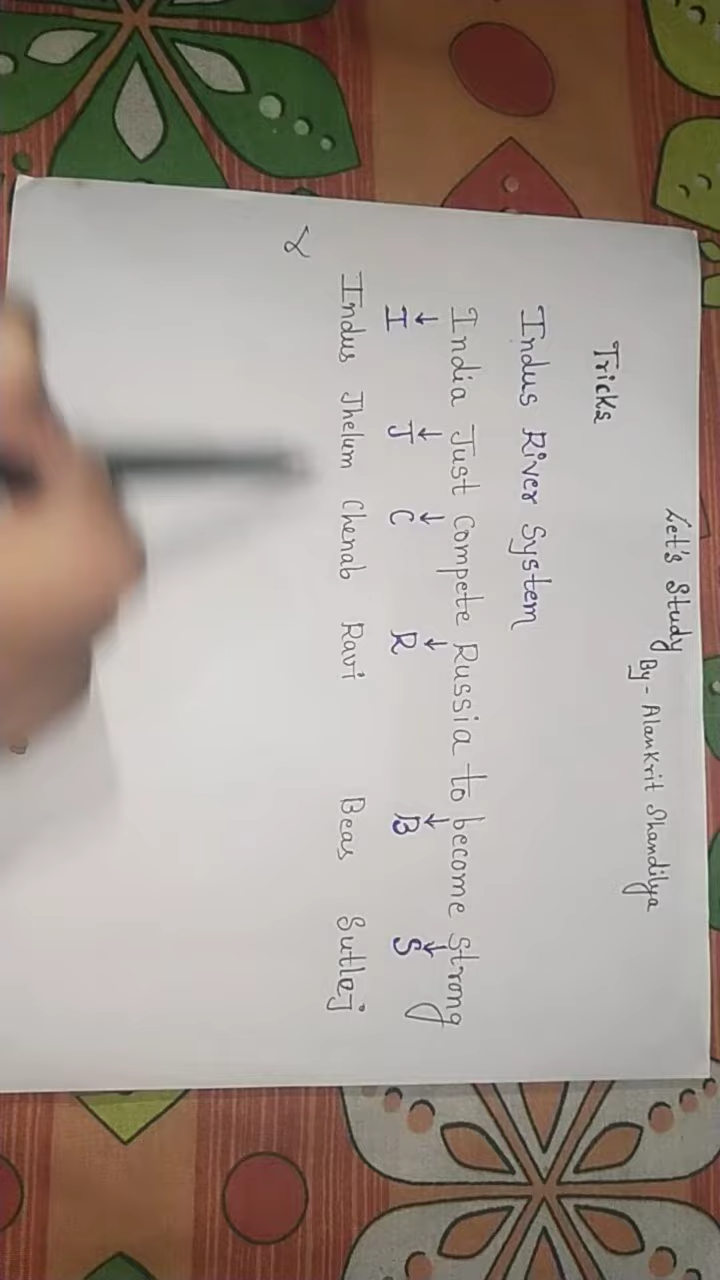 Let's Study
By - Alankrit Shandilya
Tricks
Indus River System
India Just Compete Russia to become strong
↓ ↓ ↓ ↓ ↓ ↓
I J C R B S
Indus Jhelum Chenab Ravi Beas Sutlej